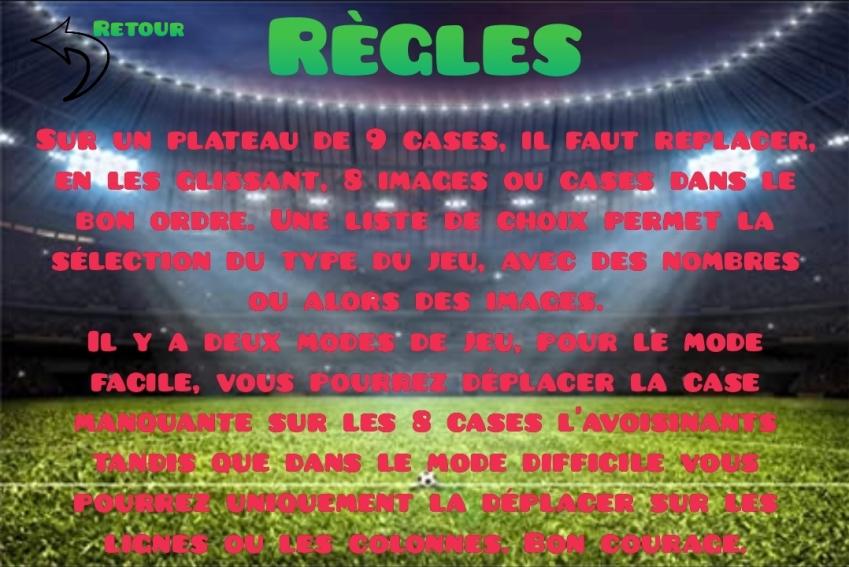 Retour
Règles
Sur un plateau de 9 cases, il faut replacer,
en les glissant, 8 images ou cases dans le
bon ordre. Une liste de choix permet la
sélection du type du jeu, avec des nombres
ou alors des images.
Il y a deux modes de jeu, pour le mode
facile, vous pourrez déplacer la case
manquante sur les 8 cases l'avoisinants
tandis que dans le mode difficile vous
pourrez uniquement la déplacer sur les
lignes ou les colonnes. Bon courage.